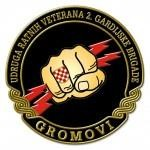 UDRUGA RATNIH VETERANA 2. GARDIJSKE BRIGADE
GROMOVI